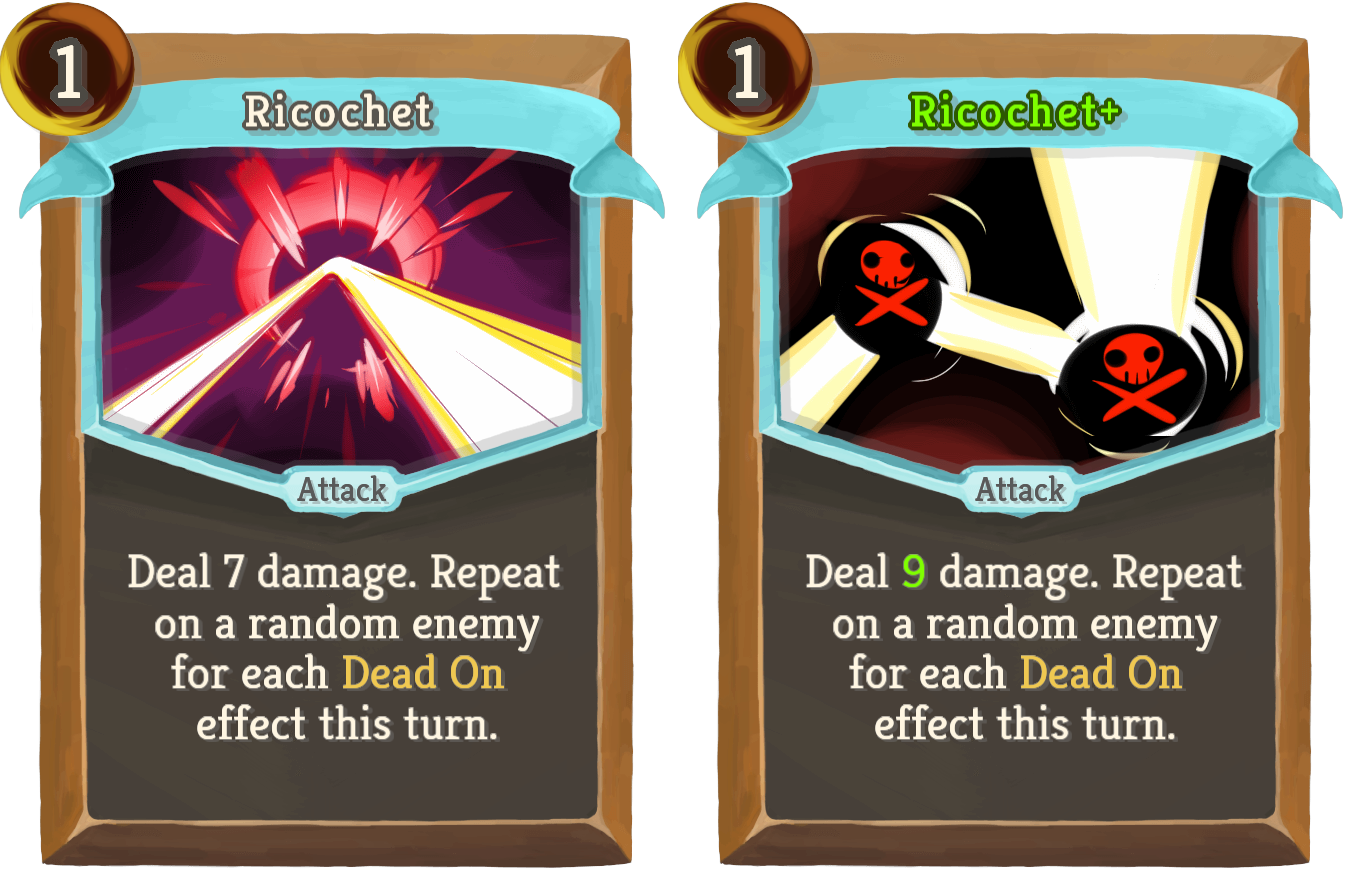 1
Ricochet
Attack
Deal 7 damage. Repeat
on a random enemy
for each Dead On
effect this turn.
1
Ricochet+
Attack
Deal 9 damage. Repeat
on a random enemy
for each Dead On
effect this turn.